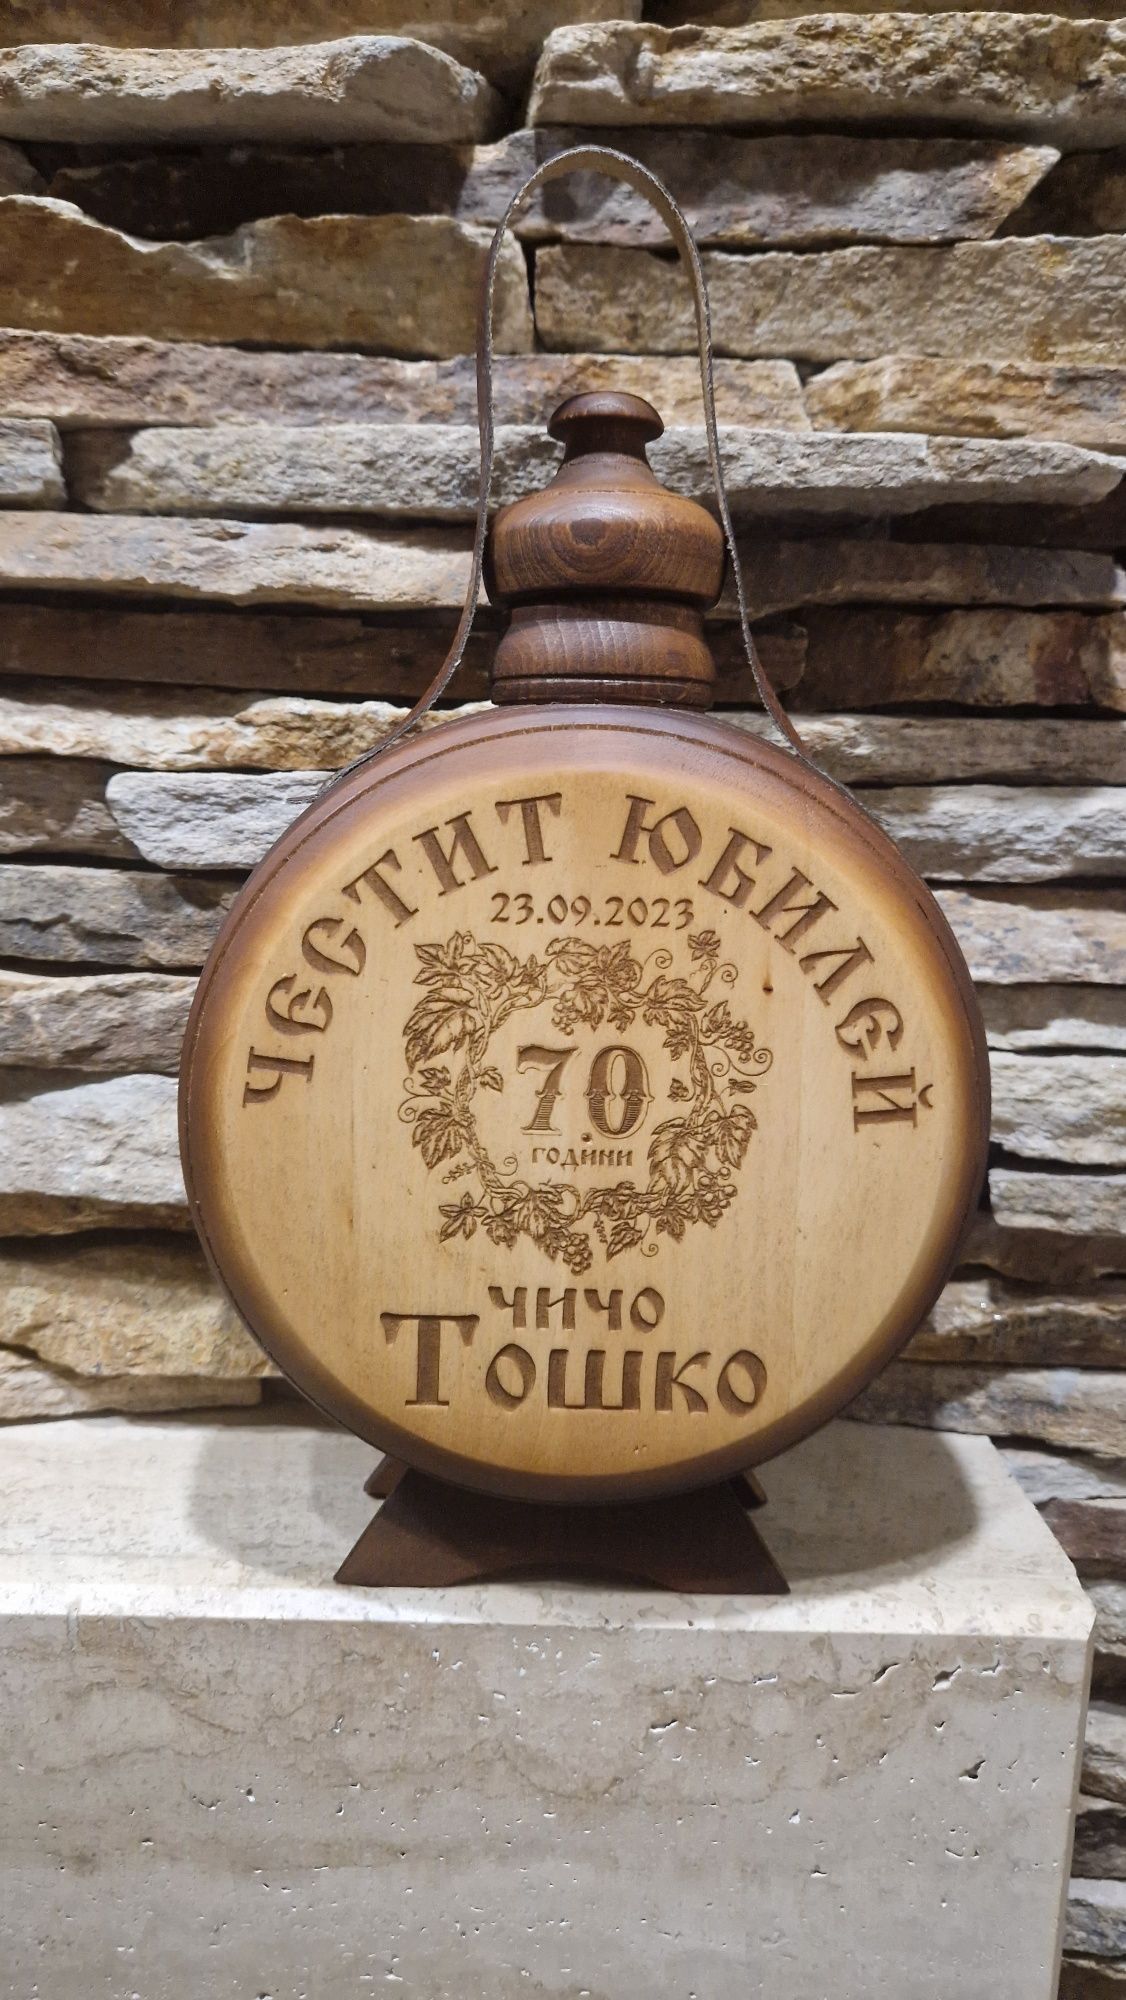 ЧЕСТИТ ЮБИЛЕЙ
23.09.2023
70
ГОДИНИ
ЧИЧО
ТОШКО